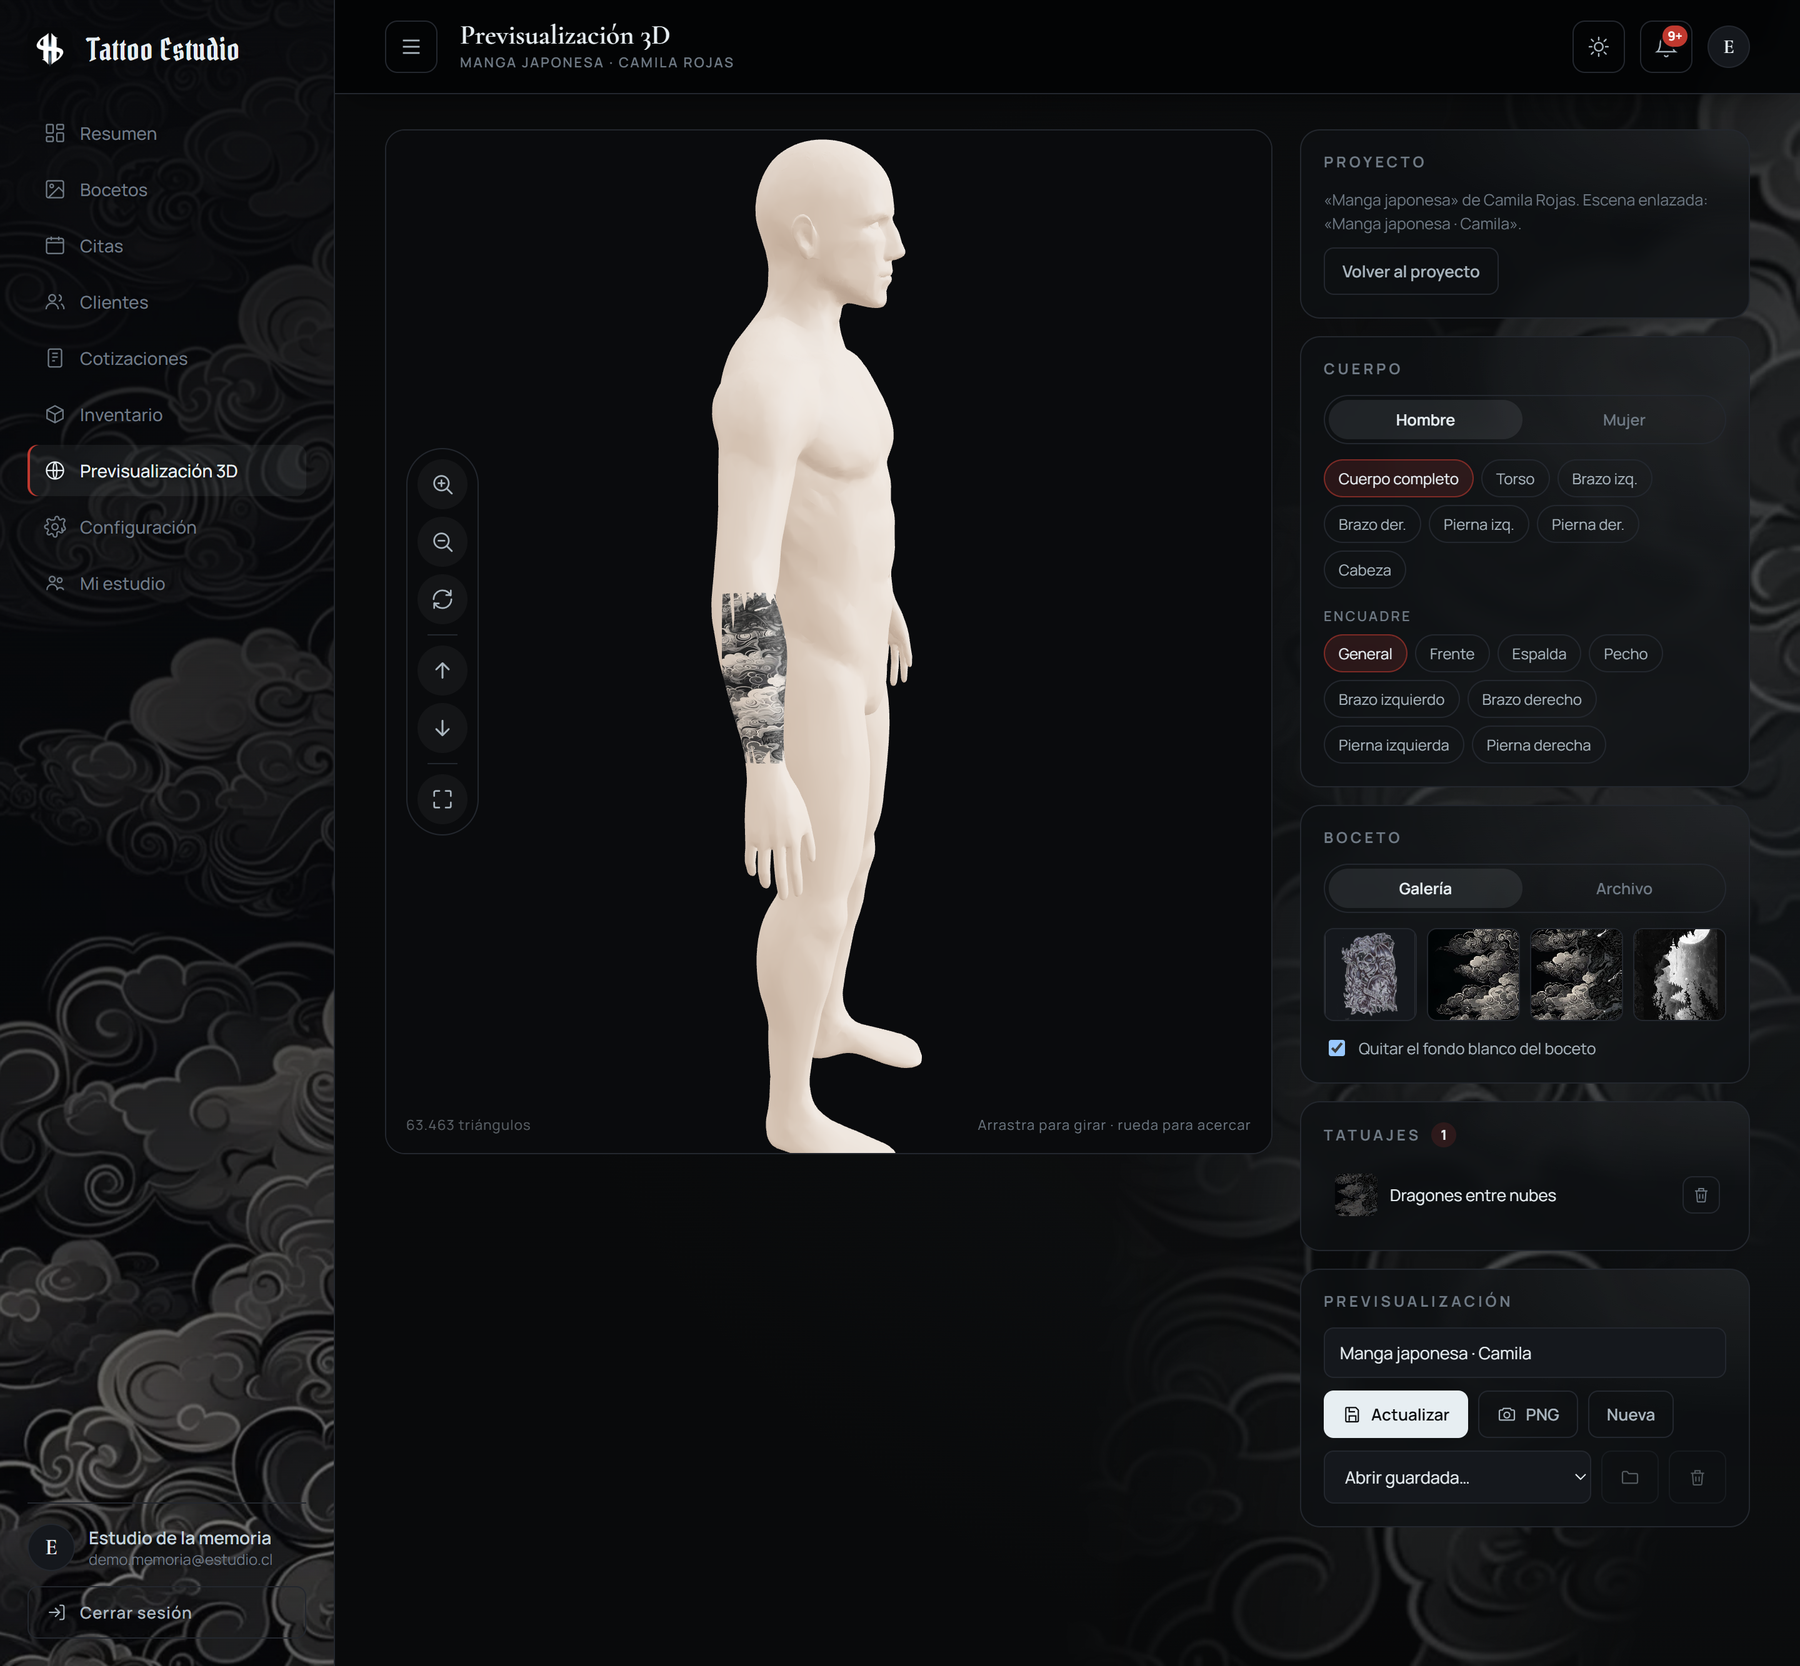 Tattoo Estudio
Resumen
Bocetos
Citas
Clientes
Cotizaciones
Inventario
Previsualización 3D
Configuración
Mi estudio
Estudio de la memoria
demo.memoria@estudio.cl
E
Cerrar sesión
Previsualización 3D
MANGA JAPONESA · CAMILA ROJAS
9+
E
63.463 triángulos
Arrastra para girar · rueda para acercar
PROYECTO
«Manga japonesa» de Camila Rojas. Escena enlazada:
«Manga japonesa · Camila».
Volver al proyecto
CUERPO
Hombre Mujer
Cuerpo completo Torso Brazo izq.
Brazo der. Pierna izq. Pierna der.
Cabeza
ENCUADRE
General Frente Espalda Pecho
Brazo izquierdo Brazo derecho
Pierna izquierda Pierna derecha
BOCETO
Galería Archivo
Quitar el fondo blanco del boceto
TATUAJES 1
Dragones entre nubes
PREVISUALIZACIÓN
Manga japonesa · Camila
Actualizar PNG Nueva
Abrir guardada...